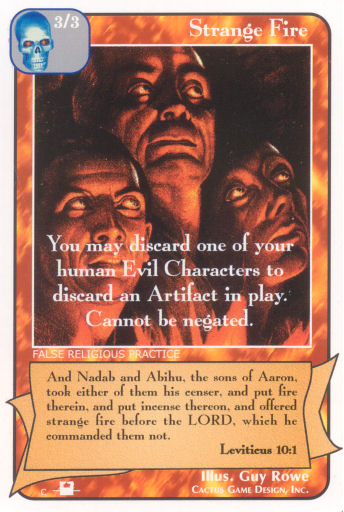 3/3
Strange Fire
You may discard one of your
human Evil Characters to
discard an Artifact in play.
Cannot be negated.
FALSE RELIGIOUS PRACTICE
And Nadab and Abihu, the sons of Aaron,
took either of them his censer, and put fire
therein, and put incense thereon, and offered
strange fire before the LORD, which he
commanded them not.
Leviticus 10:1
Illus. Guy Rowe
C
CACTUS GAME DESIGN, INC.